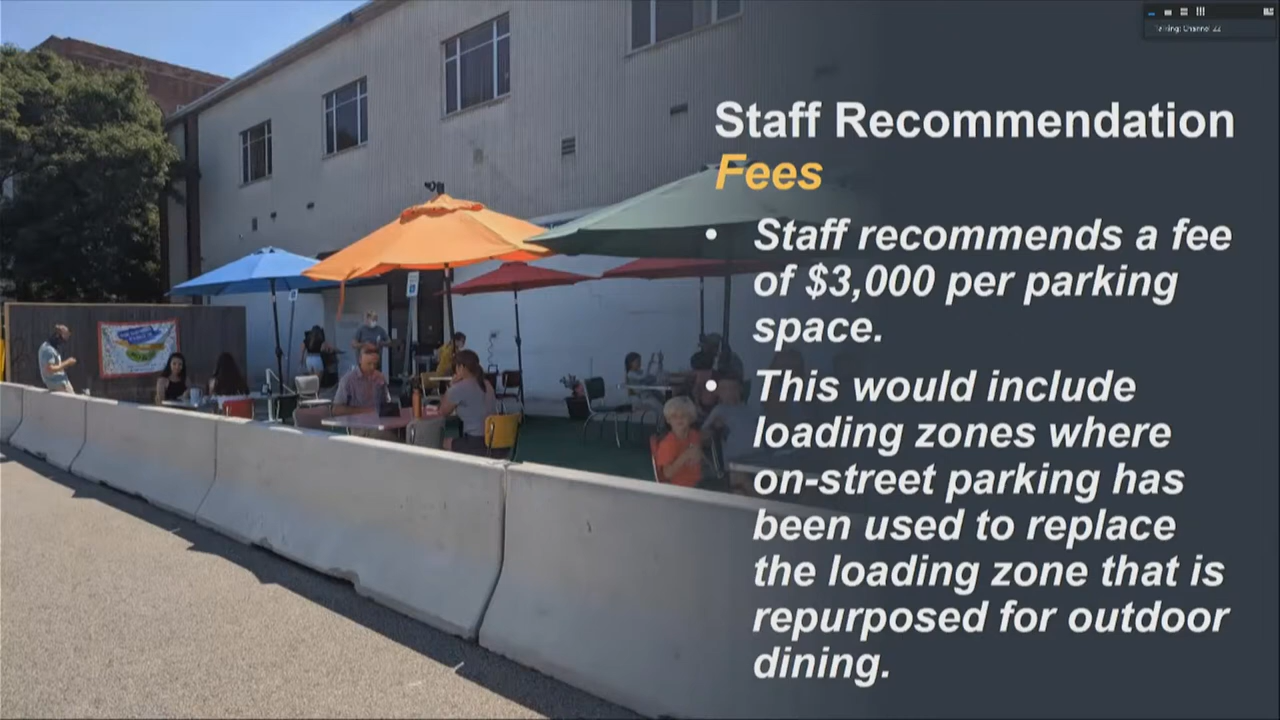 Staff Recommendation
Fees
• Staff recommends a fee
of $3,000 per parking
space.
• This would include
loading zones where
on-street parking has
been used to replace
the loading zone that is
repurposed for outdoor
dining.